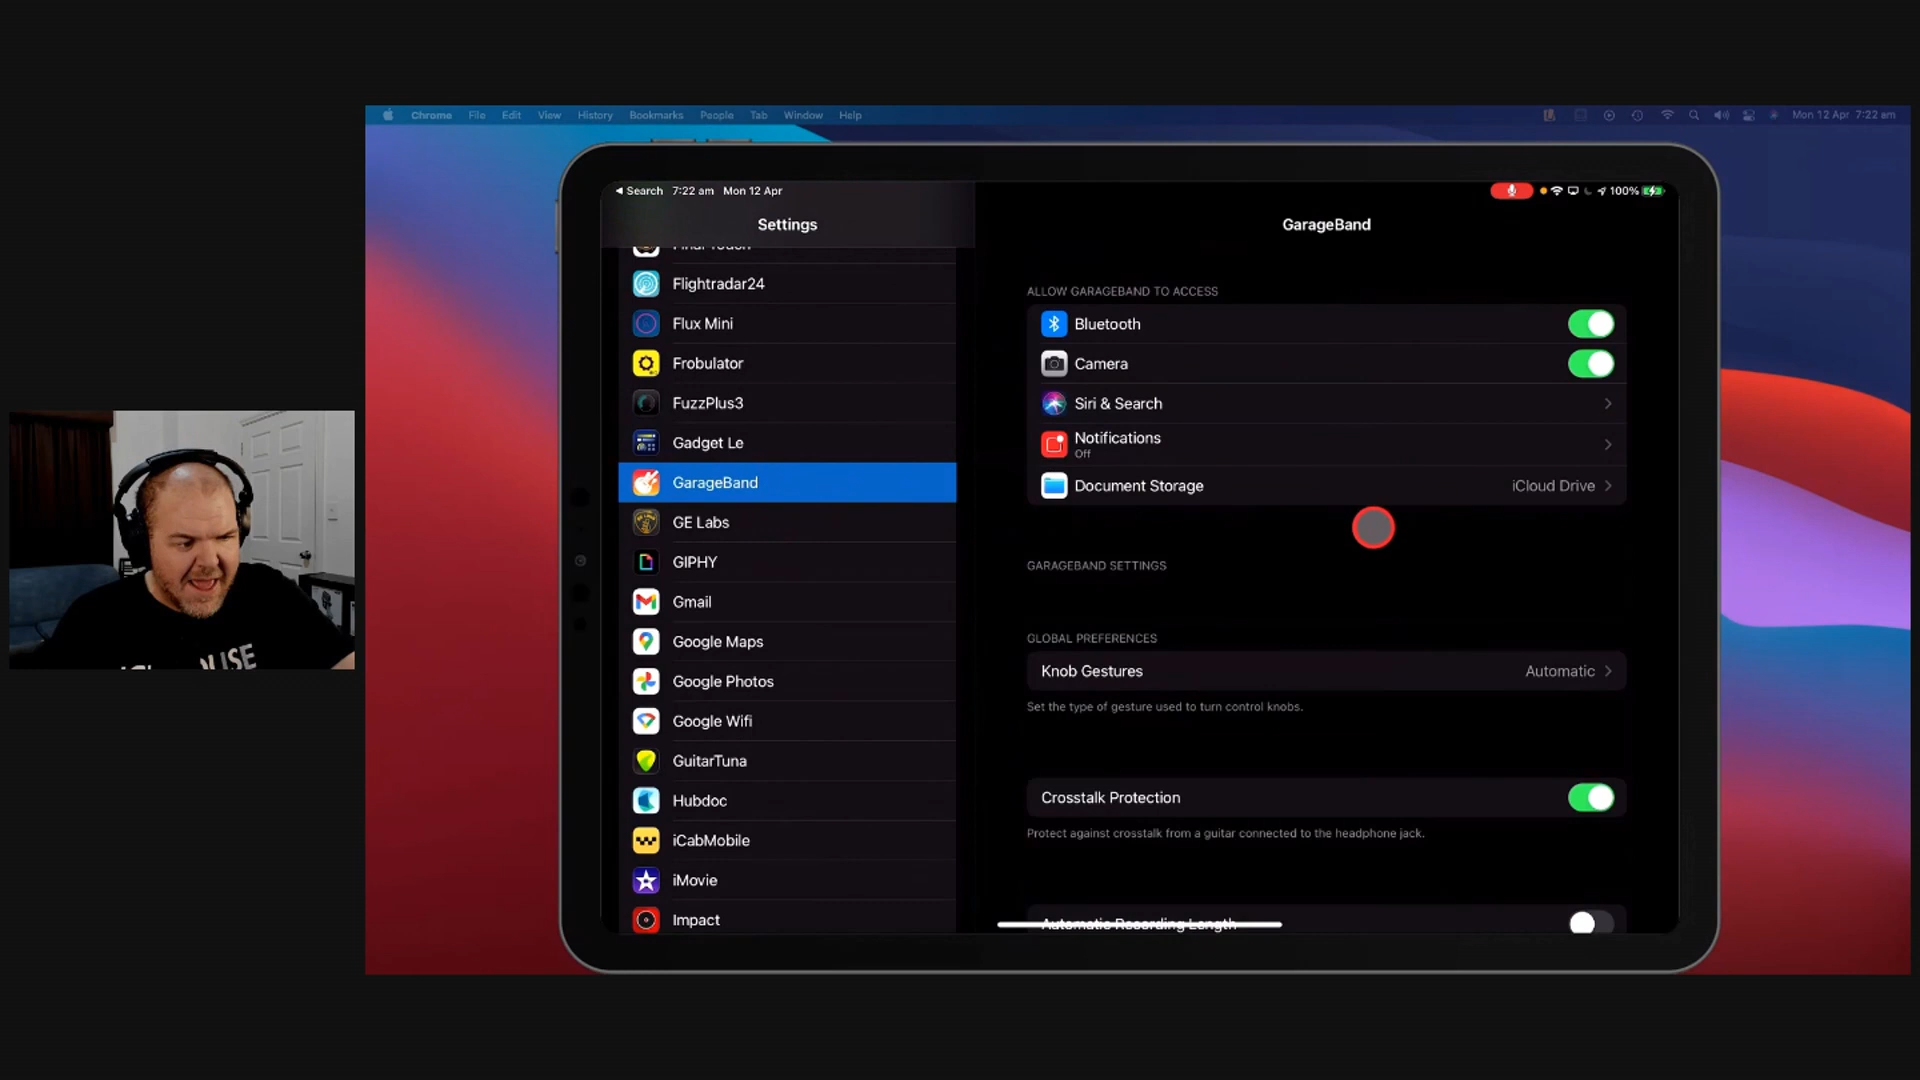 Chrome File Edit View History Bookmarks People Tab Window Help
Mon 12 Apr 7:22 am
Search 7:22 am Mon 12 Apr
100%
Settings
GarageBand
Flightradar24
Flux Mini
Frobulator
FuzzPlus3
Gadget Le
GarageBand
GE Labs
GIPHY
Gmail
Google Maps
Google Photos
Google Wifi
GuitarTuna
Hubdoc
iCabMobile
iMovie
Impact
ALLOW GARAGEBAND TO ACCESS
Bluetooth
Camera
Siri & Search
Notifications
Off
Document Storage iCloud Drive
GARAGEBAND SETTINGS
GLOBAL PREFERENCES
Knob Gestures Automatic
Set the type of gesture used to turn control knobs.
Crosstalk Protection
Protect against crosstalk from a guitar connected to the headphone jack.
Automatic Recording Length